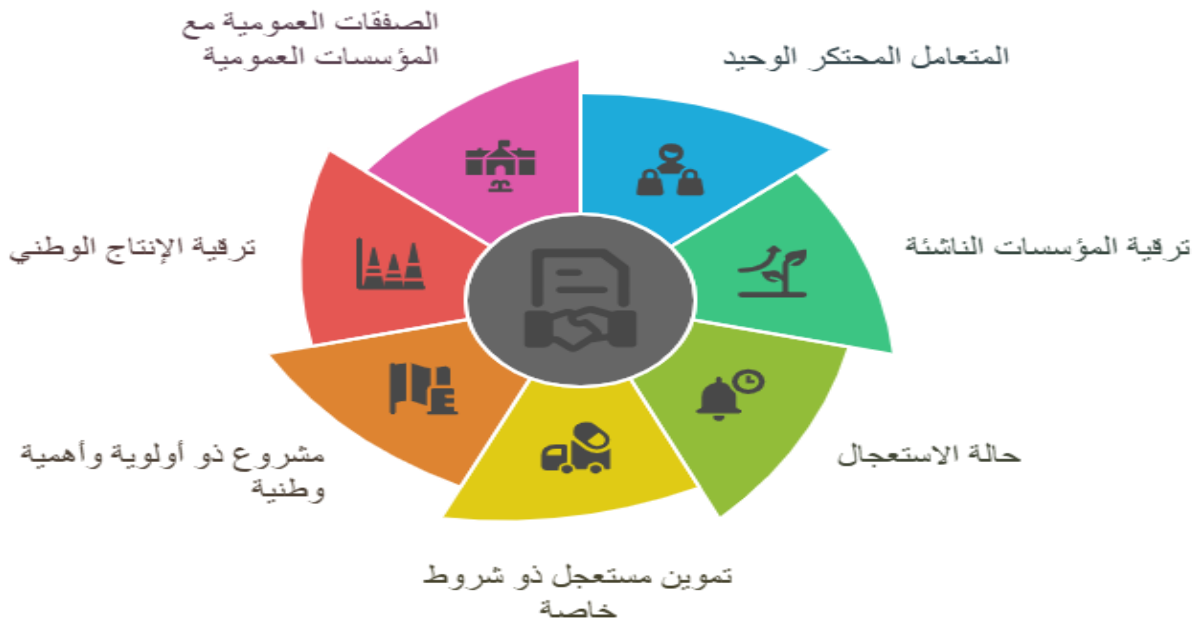 الصفقات العمومية مع
المؤسسات العمومية
المتعامل المحتكر الوحيد
ترقية المؤسسات الناشئة
ترقية الإنتاج الوطني
حالة الاستعجال
مشروع ذو أولوية وأهمية
وطنية
تموين مستعجل ذو شروط
خاصة